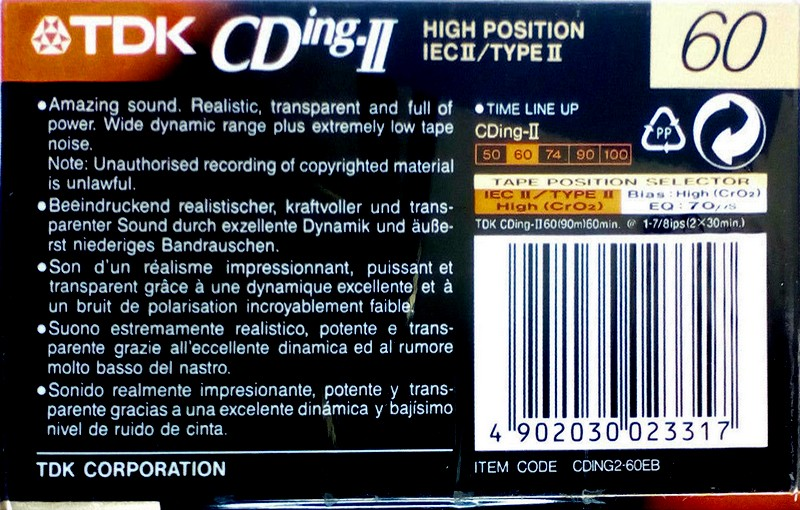 TDK CDing-II HIGH POSITION
IEC II/TYPE II
60
●Amazing sound. Realistic, transparent and full of
power. Wide dynamic range plus extremely low tape
noise.
Note: Unauthorised recording of copyrighted material
is unlawful.
●Beeindruckend realistischer, kraftvoller und trans-
parenter Sound durch exzellente Dynamik und äuße-
rst niederiges Bandrauschen.
●Son d'un réalisme impressionnant, puissant et
transparent grâce à une dynamique excellente et à
un bruit de polarisation incroyablement faible.
●Suono estremamente realistico, potente e trans-
parente grazie all'eccellente dinamica ed al rumore
molto basso del nastro.
●Sonido realmente impresionante, potente y trans-
parente gracias a una excelente dinámica y bajísimo
nivel de ruido de cinta.
TDK CORPORATION
●TIME LINE UP
CDing-II
50 60 74 90 100
PP
TAPE POSITION SELECTOR
IEC II/TYPE II
High (CrO2)
Bias : High (CrO2)
EQ : 70μs
TDK CDing-II60(90m)60min. @ 1-7/8ips(2×30min.)
4 902030 023317
ITEM CODE CDING2-60EB